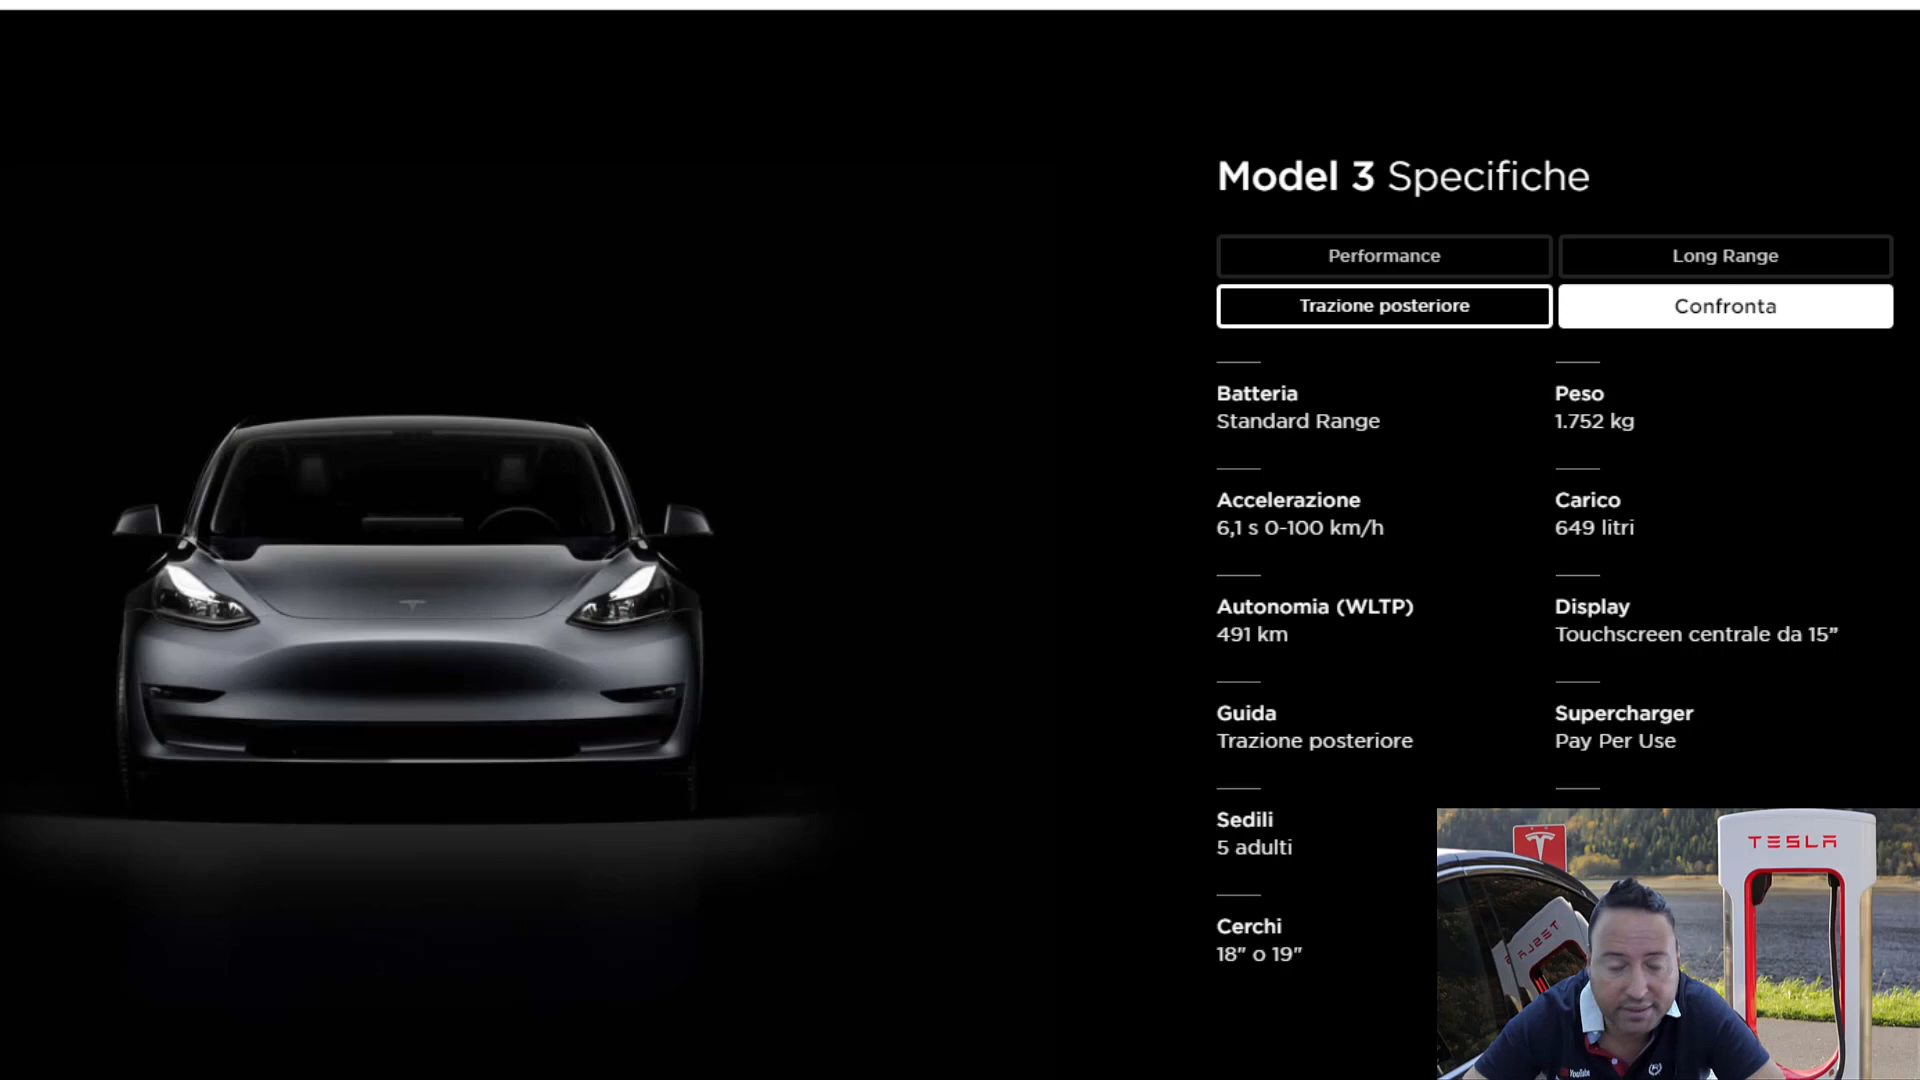 Model 3 Specifiche
Performance
Long Range
Trazione posteriore
Confronta
Batteria
Standard Range
Peso
1.752 kg
Accelerazione
6,1 s 0-100 km/h
Carico
649 litri
Autonomia (WLTP)
491 km
Display
Touchscreen centrale da 15”
Guida
Trazione posteriore
Supercharger
Pay Per Use
Sedili
5 adulti
Cerchi
18″ o 19″
TESLA
TESLA
YouTube